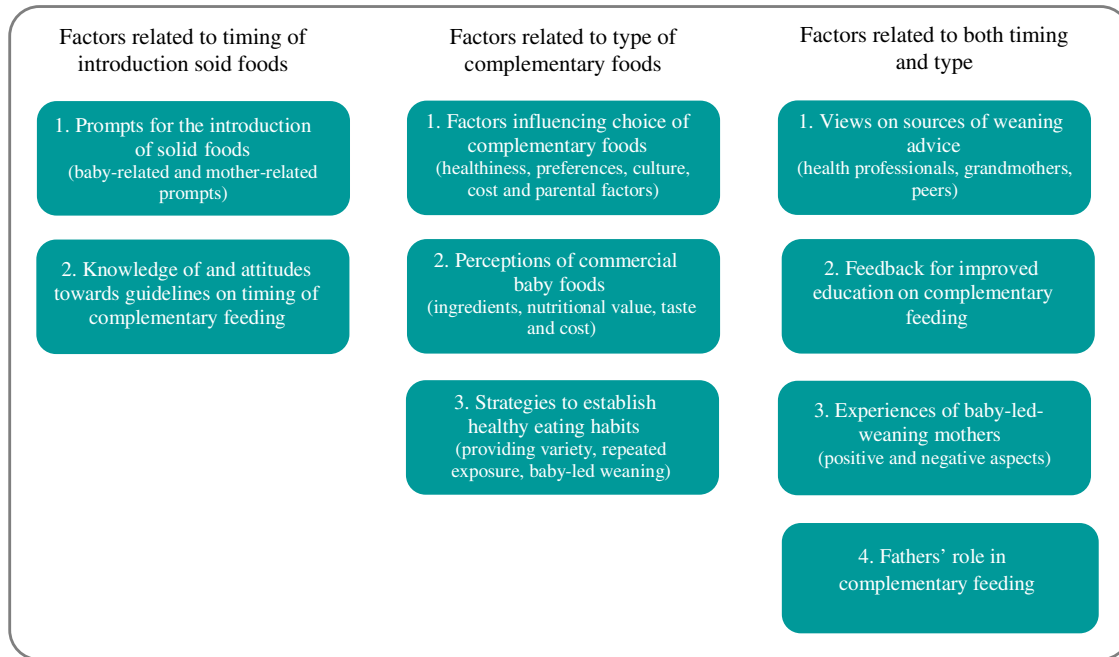 Factors related to timing of
introduction soid foods
1. Prompts for the introduction
of solid foods
(baby-related and mother-related
prompts)
2. Knowledge of and attitudes
towards guidelines on timing of
complementary feeding
Factors related to type of
complementary foods
1. Factors influencing choice of
complementary foods
(healthiness, preferences, culture,
cost and parental factors)
2. Perceptions of commercial
baby foods
(ingredients, nutritional value, taste
and cost)
3. Strategies to establish
healthy eating habits
(providing variety, repeated
exposure, baby-led weaning)
Factors related to both timing
and type
1. Views on sources of weaning
advice
(health professionals, grandmothers,
peers)
2. Feedback for improved
education on complementary
feeding
3. Experiences of baby-led-
weaning mothers
(positive and negative aspects)
4. Fathers’ role in
complementary feeding